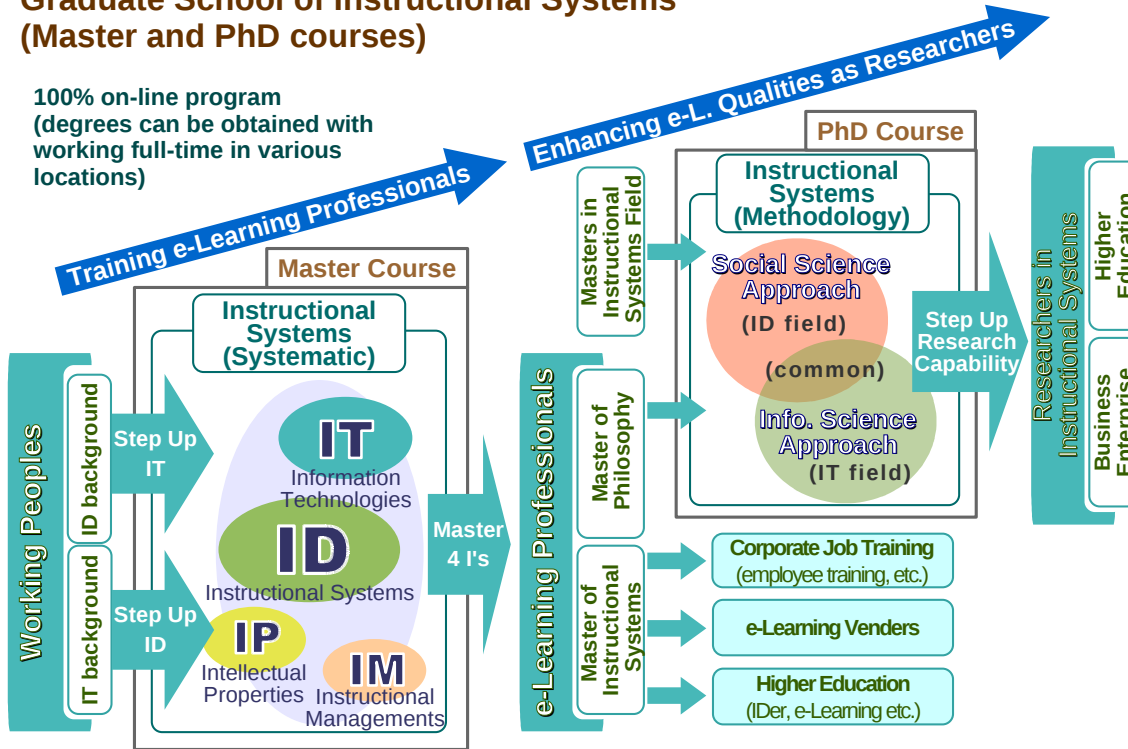 Graduate School of Instructional Systems
(Master and PhD courses)
100% on-line program
(degrees can be obtained with
working full-time in various
locations)
Training e-Learning Professionals
Enhancing e-L. Qualities as Researchers
Master Course
Instructional
Systems
(Systematic)
Working Peoples
ID background
IT background
Step Up
IT
Step Up
ID
IT
Information
Technologies
ID
Instructional Systems
IP
Intellectual
Properties
IM
Instructional
Managements
Master
4 I's
e-Learning Professionals
Masters in
Instructional
Systems Field
Master of
Philosophy
Master of
Instructional
Systems
PhD Course
Instructional
Systems
(Methodology)
Social Science
Approach
(ID field)
(common)
Info. Science
Approach
(IT field)
Step Up
Research
Capability
Researchers in
Instructional Systems
Higher
Education
Business
Enterprise
Corporate Job Training
(employee training, etc.)
e-Learning Venders
Higher Education
(IDer, e-Learning etc.)